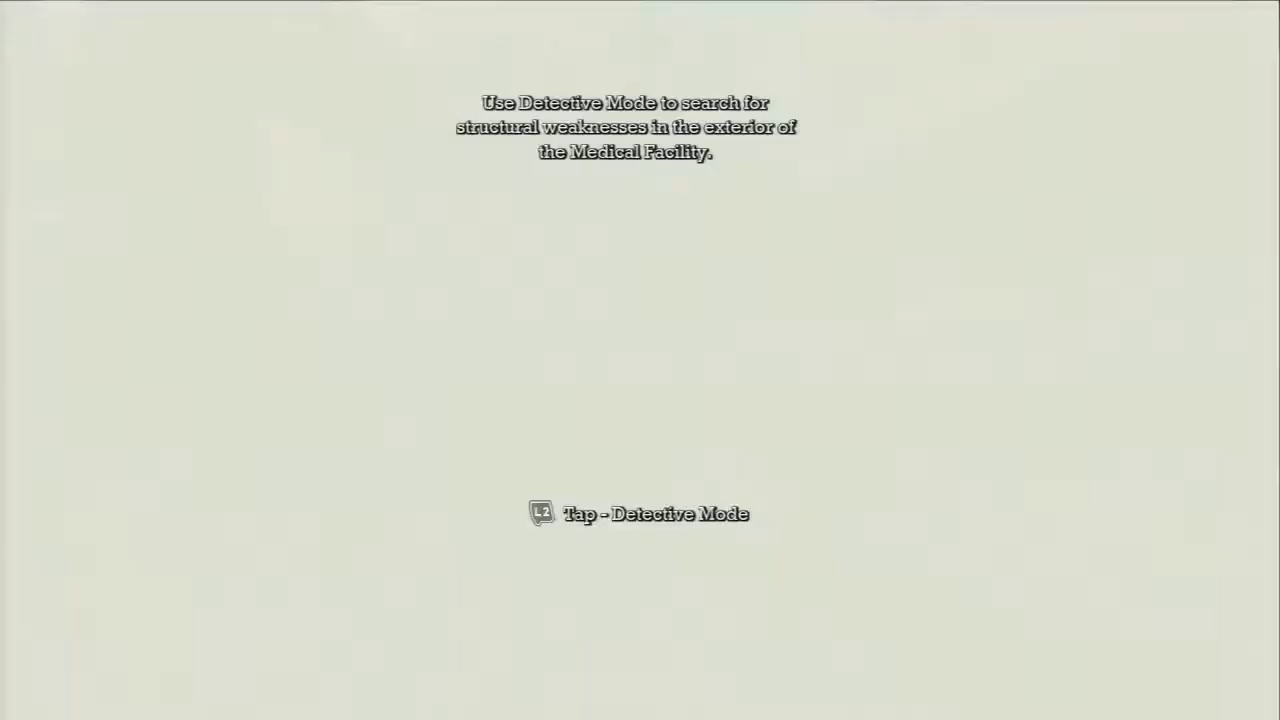 Use Detective Mode to search for
structural weaknesses in the exterior of
the Medical Facility.
L2 Tap - Detective Mode